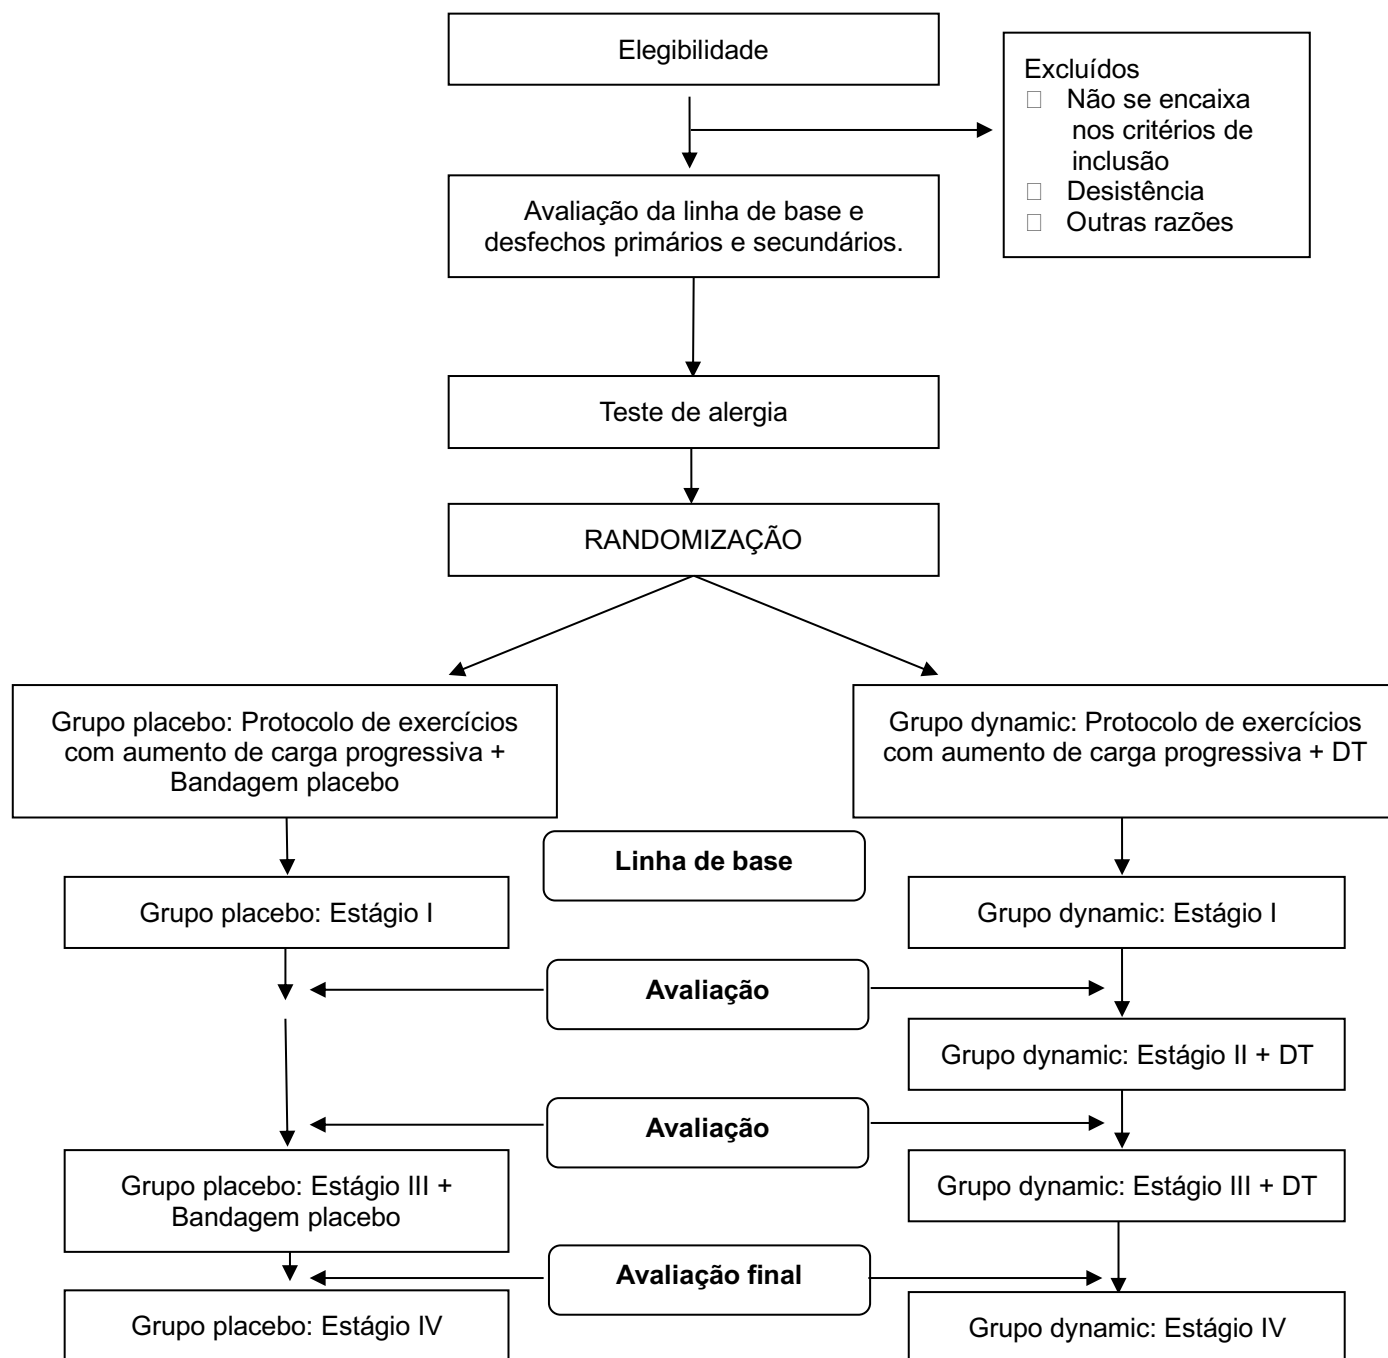 Elegibilidade
Excluídos
□ Não se encaixa
nos critérios de
inclusão
□ Desistência
□ Outras razões
Avaliação da linha de base e
desfechos primários e secundários.
Teste de alergia
RANDOMIZAÇÃO
Grupo placebo: Protocolo de exercícios
com aumento de carga progressiva +
Bandagem placebo
Grupo dynamic: Protocolo de exercícios
com aumento de carga progressiva + DT
Linha de base
Grupo placebo: Estágio I
Grupo dynamic: Estágio I
Avaliação
Grupo dynamic: Estágio II + DT
Avaliação
Grupo placebo: Estágio III +
Bandagem placebo
Grupo dynamic: Estágio III + DT
Avaliação final
Grupo placebo: Estágio IV
Grupo dynamic: Estágio IV